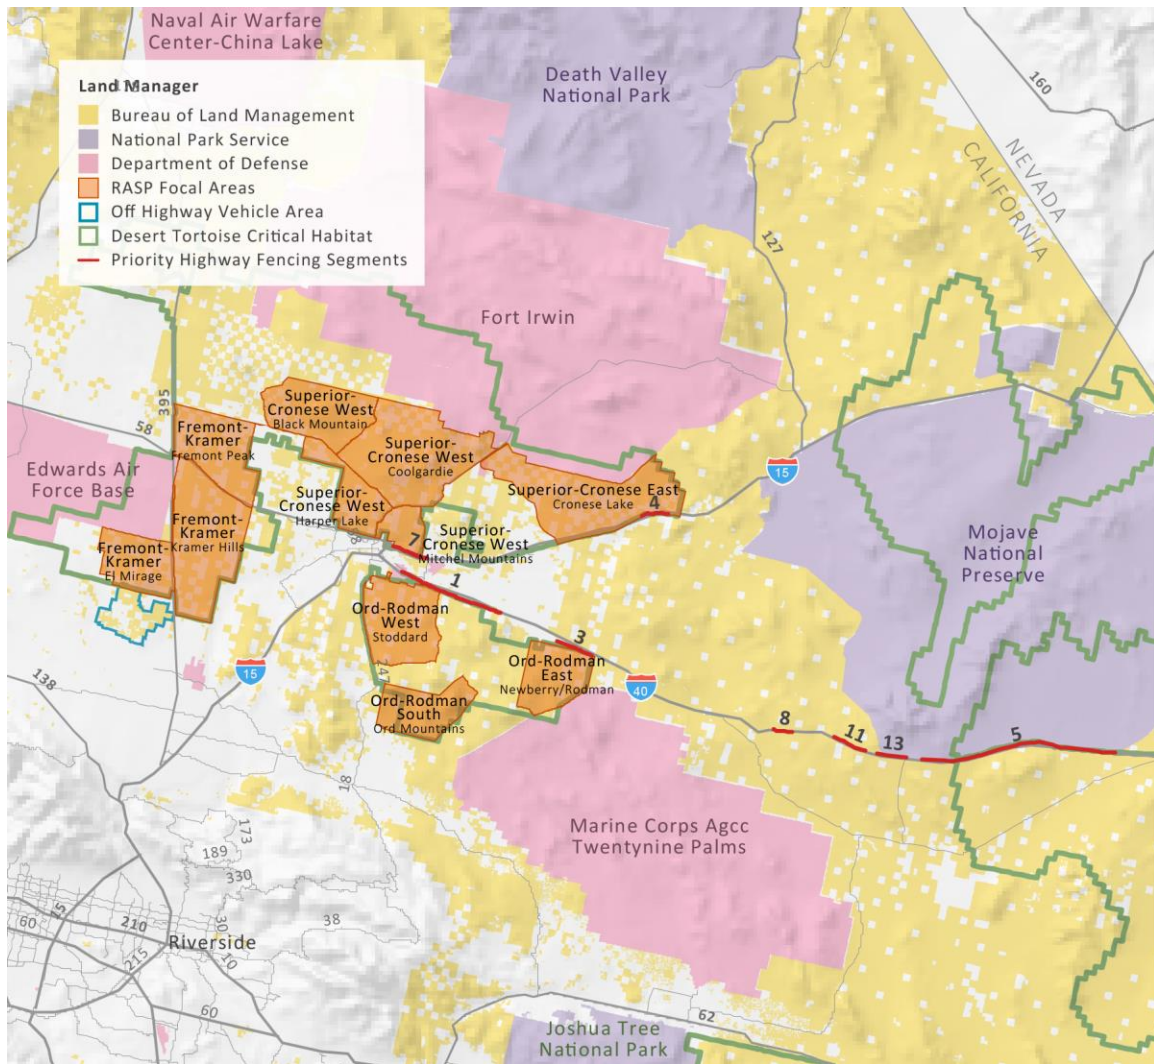 Naval Air Warfare
Center-China Lake
Land Manager
Bureau of Land Management
National Park Service
Department of Defense
RASP Focal Areas
Off Highway Vehicle Area
Desert Tortoise Critical Habitat
Priority Highway Fencing Segments
Death Valley
National Park
160
NEVADA
CALIFORNIA
127
Fort Irwin
395
58
Superior-
Cronese West
Black Mountain
Fremont-
Kramer
Fremont Peak
Superior-
Cronese West
Coolgardie
Edwards Air
Force Base
Superior-
Cronese West
Harper Lake
Superior-Cronese East
Cronese Lake
4
15
Fremont-
Kramer
Kramer Hills
Fremont-
Kramer
El Mirage
7
Superior-
Cronese West
Mitchel Mountains
Mojave
National
Preserve
1
Ord-Rodman
West
Stoddard
3
Ord-Rodman
East
Newberry/Rodman
15
138
247
40
Ord-Rodman
South
Ord Mountains
8
11
13
5
18
173
189
330
Marine Corps Agcc
Twentynine Palms
15
60
210
30
38
Riverside
215
10
60
62
Joshua Tree
National Park